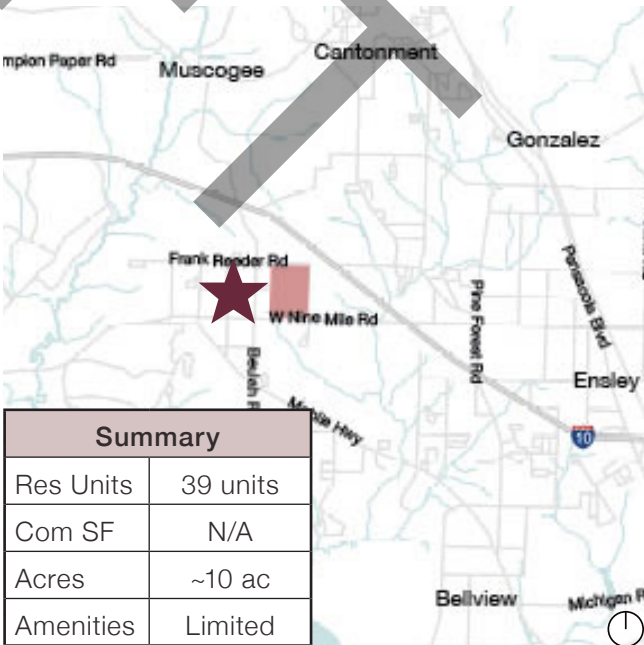 mpion Paper Rd
Muscogee
Cantonment
Gonzalez
Frank Reeder Rd
W Nine Mile Rd
Pine Forest Rd
Pensacola Blvd
Beulah R
Mobile Hwy
Ensley
10
Summary
Res Units 39 units
Com SF N/A
Acres ~10 ac
Amenities Limited
Bellview
Michigan R